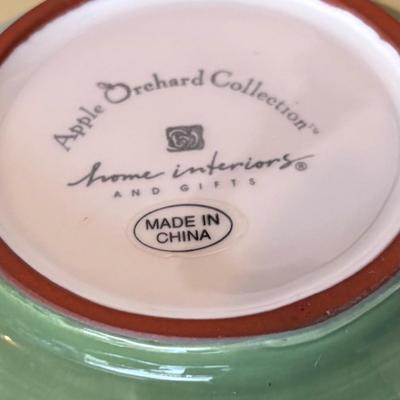 Apple Orchard Collection™
home interiors®
AND GIFTS
MADE IN
CHINA